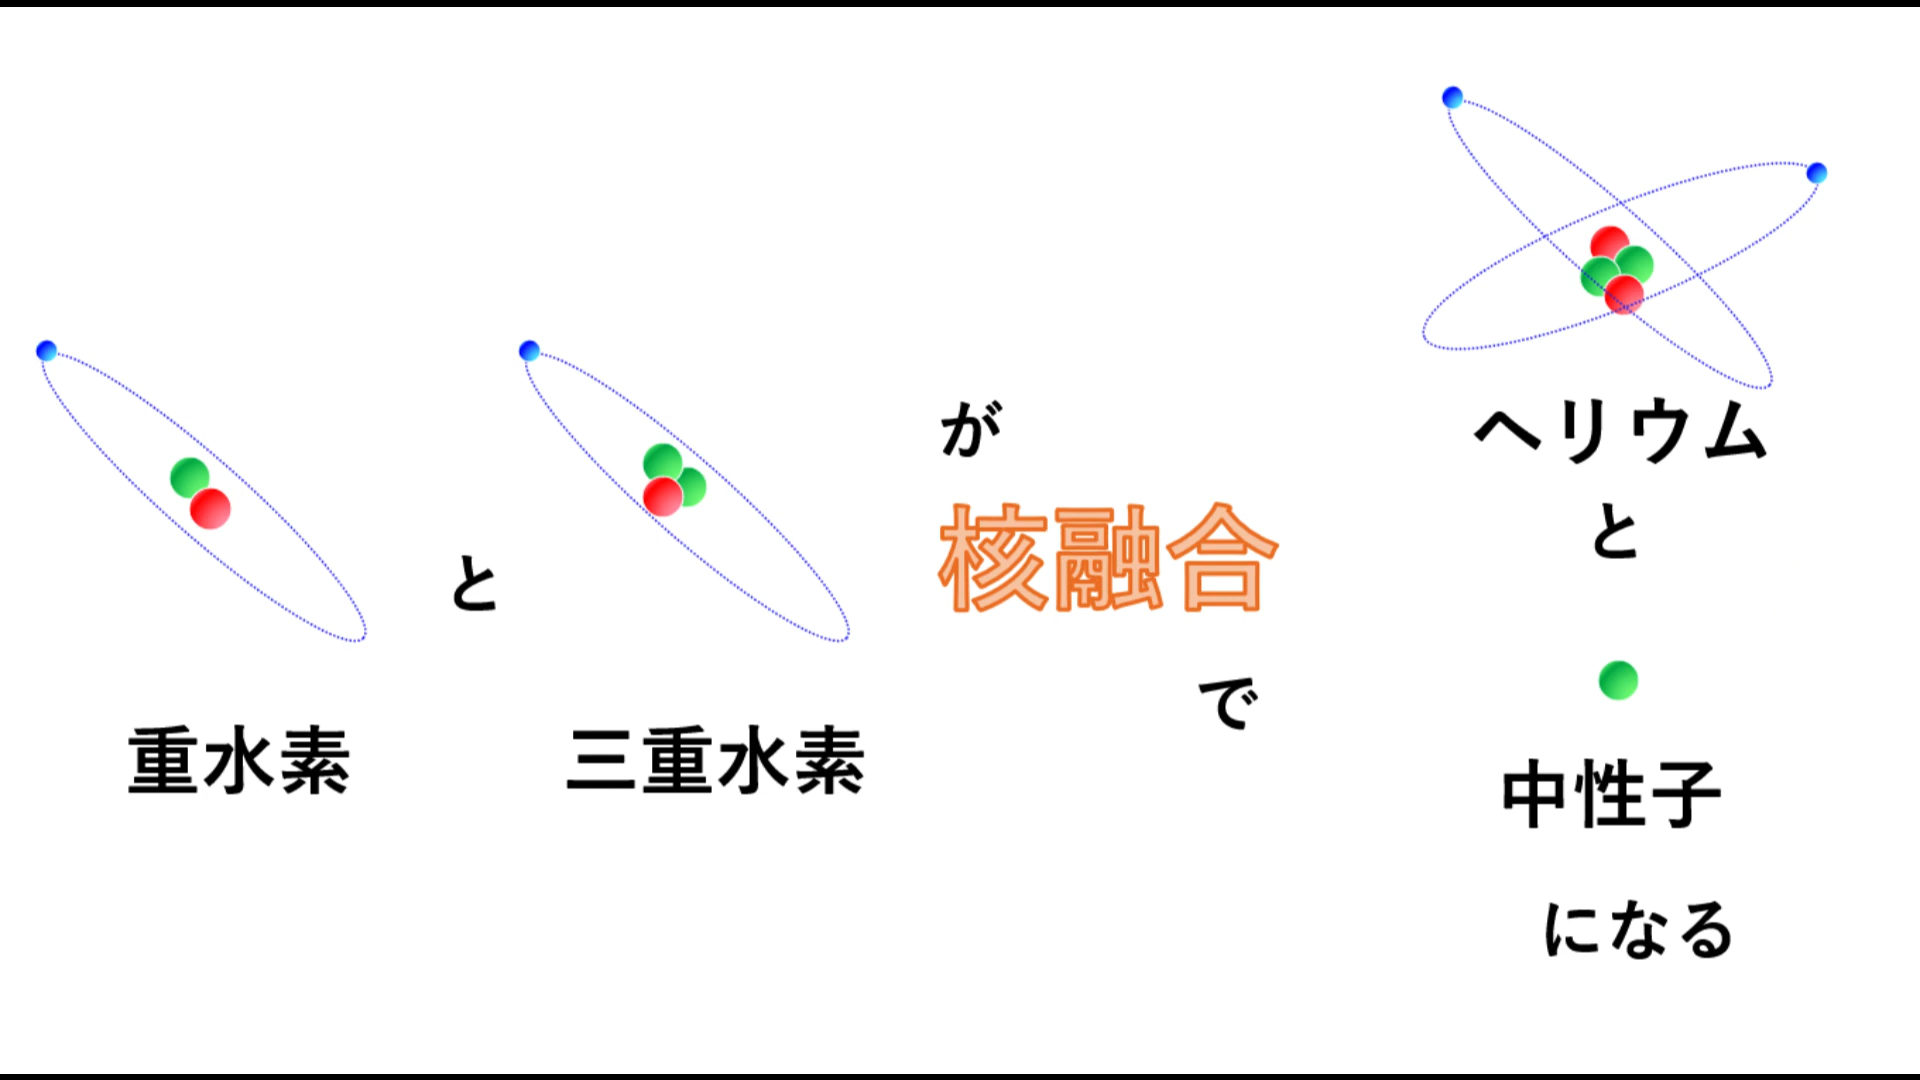 重水素
と
三重水素
が
核融合
で
ヘリウム
と
中性子
になる